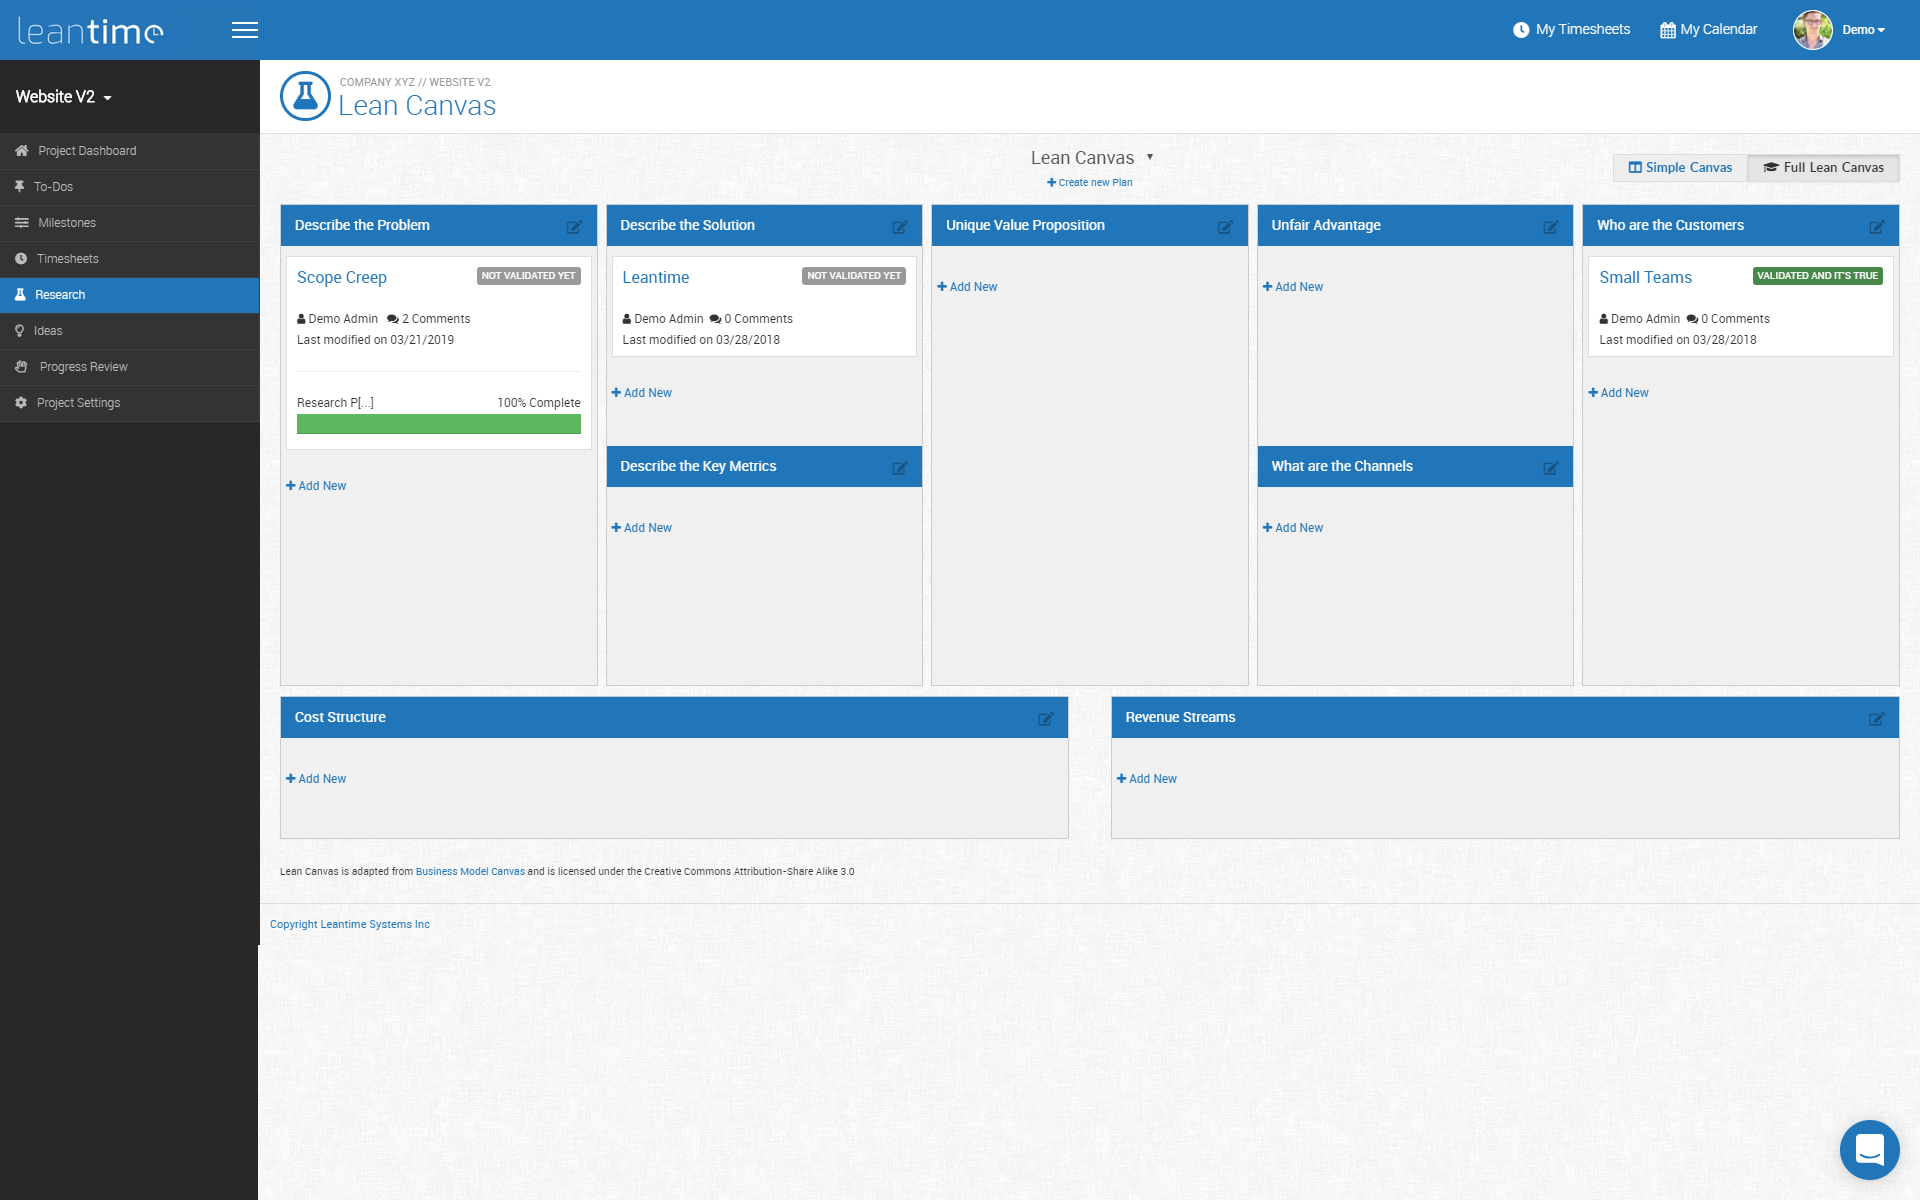 leantime
My Timesheets
My Calendar
Demo
Website V2
Project Dashboard
To-Dos
Milestones
Timesheets
Research
Ideas
Progress Review
Project Settings
COMPANY XYZ // WEBSITE V2
Lean Canvas
Lean Canvas
Create new Plan
Simple Canvas
Full Lean Canvas
Describe the Problem
Scope Creep
NOT VALIDATED YET
Demo Admin 2 Comments
Last modified on 03/21/2019
Research P[...] 100% Complete
Add New
Describe the Solution
Leantime
NOT VALIDATED YET
Demo Admin 0 Comments
Last modified on 03/28/2018
Add New
Describe the Key Metrics
Add New
Unique Value Proposition
Add New
Unfair Advantage
Add New
What are the Channels
Add New
Who are the Customers
Small Teams
VALIDATED AND IT'S TRUE
Demo Admin 0 Comments
Last modified on 03/28/2018
Add New
Cost Structure
Add New
Revenue Streams
Add New
Lean Canvas is adapted from Business Model Canvas and is licensed under the Creative Commons Attribution-Share Alike 3.0
Copyright Leantime Systems Inc